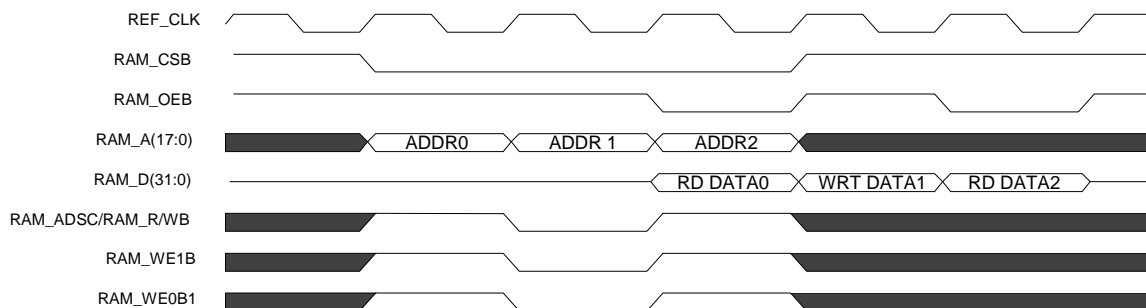 REF_CLK
RAM_CSB
RAM_OEB
RAM_A(17:0) ADDR0 ADDR 1 ADDR2
RAM_D(31:0) RD DATA0 WRT DATA1 RD DATA2
RAM_ADSC/RAM_R/WB
RAM_WE1B
RAM_WE0B1